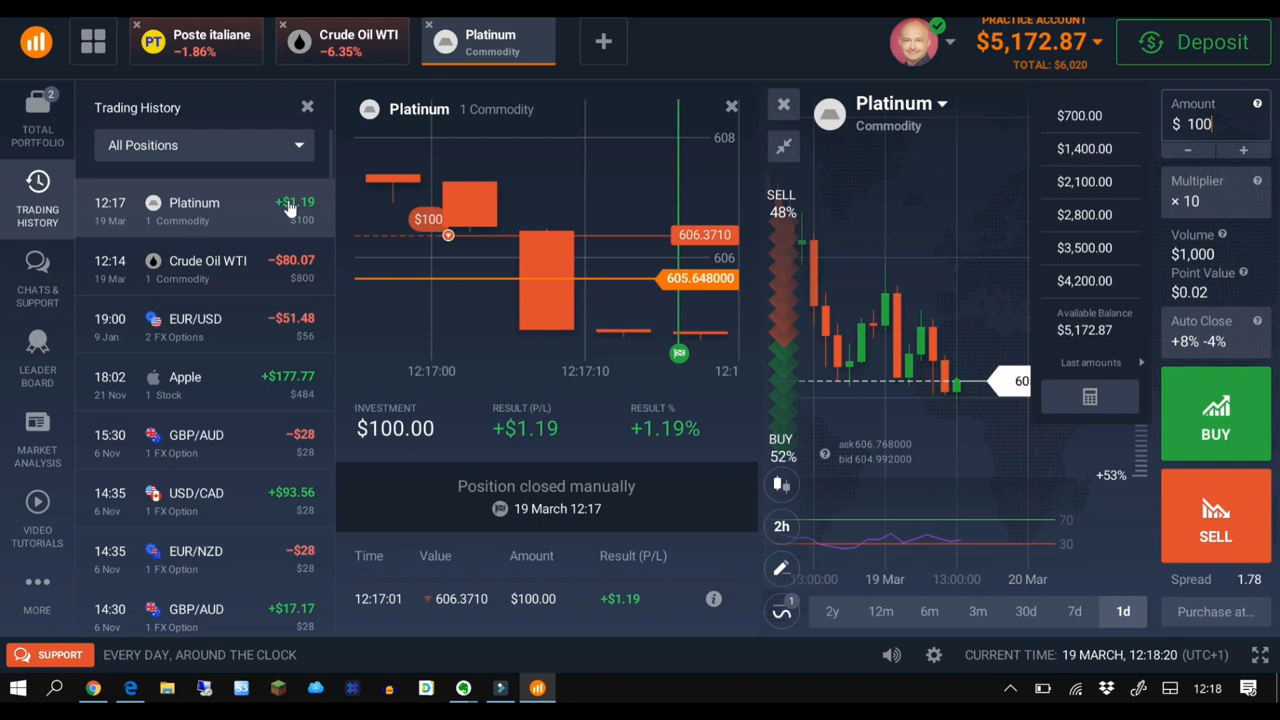 PT
Poste italiane
−1.86%
Crude Oil WTI
−6.35%
Platinum
Commodity
PRACTICE ACCOUNT
$5,172.87
TOTAL: $6,020
Deposit
2
TOTAL
PORTFOLIO
TRADING
HISTORY
CHATS &
SUPPORT
LEADER
BOARD
MARKET
ANALYSIS
VIDEO
TUTORIALS
MORE
Trading History
All Positions
12:17 Platinum +$1.19
19 Mar 1 Commodity $100
12:14 Crude Oil WTI −$80.07
19 Mar 1 Commodity $800
19:00 EUR/USD −$51.48
9 Jan 2 FX Options $56
18:02 Apple +$177.77
21 Nov 1 Stock $484
15:30 GBP/AUD −$28
6 Nov 1 FX Option $28
14:35 USD/CAD +$93.56
6 Nov 1 FX Option $28
14:35 EUR/NZD −$28
6 Nov 1 FX Option $28
14:30 GBP/AUD +$17.17
6 Nov 1 FX Option $28
Platinum 1 Commodity
608
$100
606.3710
606
605.648000
12:17:00 12:17:10 12:1
INVESTMENT RESULT (P/L) RESULT %
$100.00 +$1.19 +1.19%
Position closed manually
19 March 12:17
Time Value Amount Result (P/L)
12:17:01 606.3710 $100.00 +$1.19
Platinum
Commodity
SELL
48%
BUY
52%
60
ask606.768000
bid 604.992000
+53%
70
30
2h
1
13:00:00 19 Mar 13:00:00 20 Mar
2y 12m 6m 3m 30d 7d 1d
$700.00
$1,400.00
$2,100.00
$2,800.00
$3,500.00
$4,200.00
Available Balance
$5,172.87
Last amounts
Amount
$ 100
− +
Multiplier
× 10
Volume
$1,000
Point Value
$0.02
Auto Close
+8% -4%
BUY
SELL
Spread 1.78
Purchase at...
SUPPORT
EVERY DAY, AROUND THE CLOCK
CURRENT TIME: 19 MARCH, 12:18:20 (UTC+1)
12:18